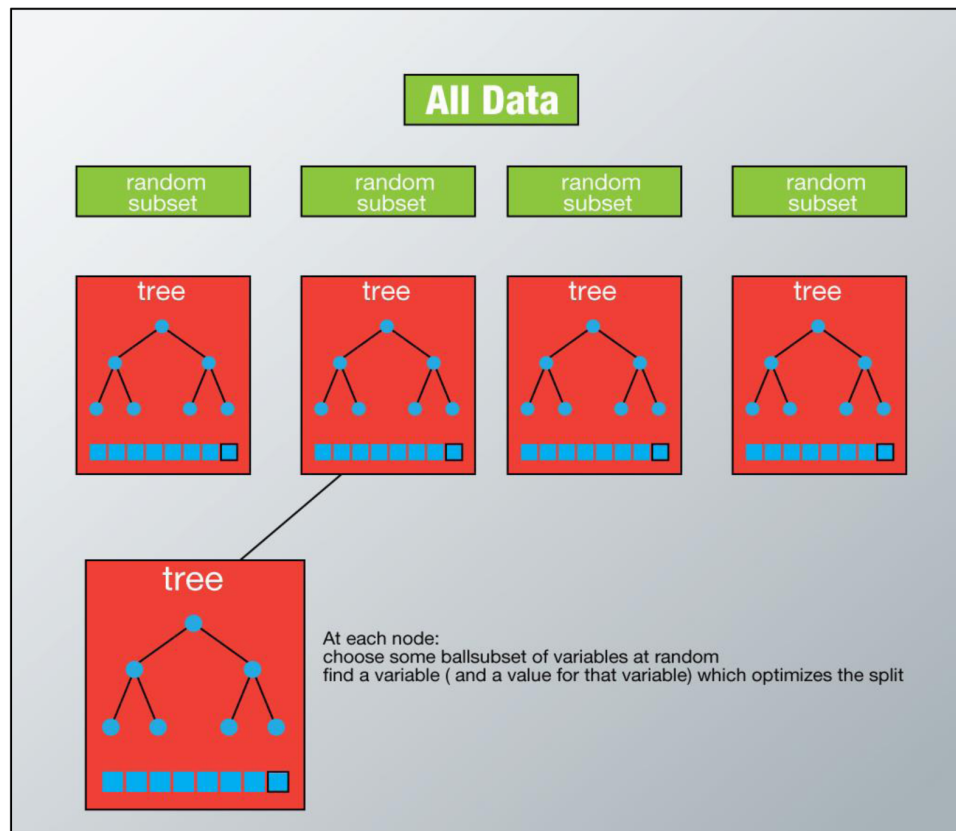 All Data
random
subset
random
subset
random
subset
random
subset
tree
tree
tree
tree
tree
At each node:
choose some ballsubset of variables at random
find a variable ( and a value for that variable) which optimizes the split